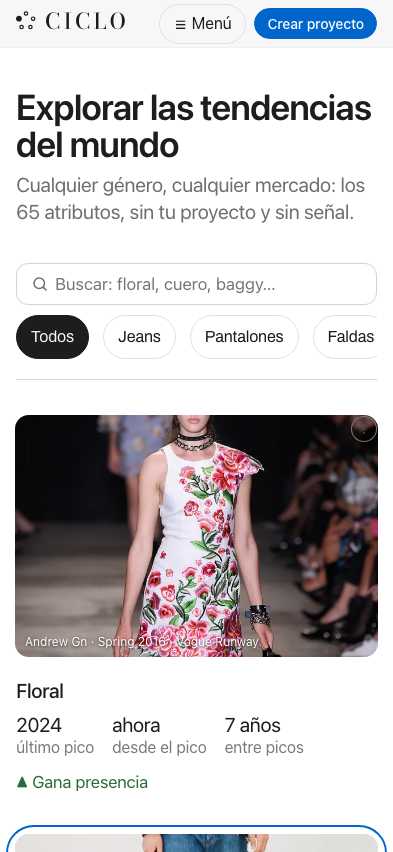 CICLO
Menú
Crear proyecto
Explorar las tendencias
del mundo
Cualquier género, cualquier mercado: los
65 atributos, sin tu proyecto y sin señal.
Buscar: floral, cuero, baggy...
Todos
Jeans
Pantalones
Faldas
Andrew Gn · Spring 2016 · Vogue Runway
Floral
2024
último pico
ahora
desde el pico
7 años
entre picos
▲ Gana presencia